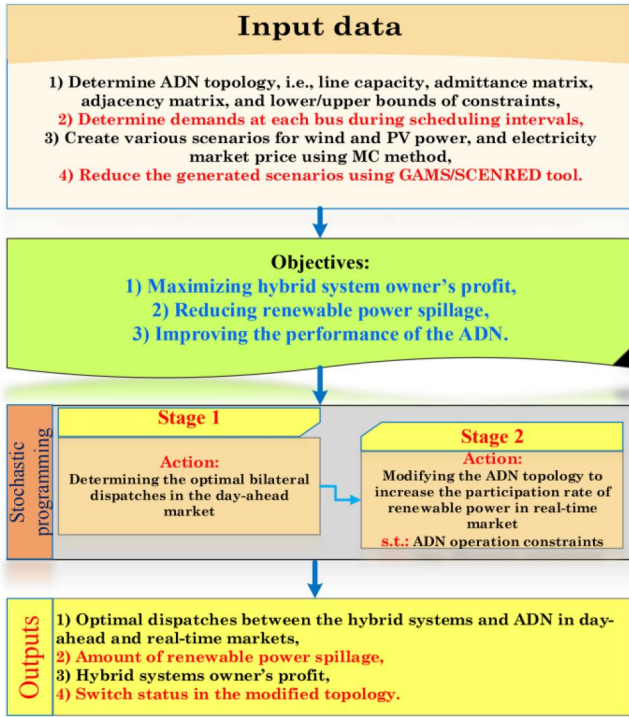 Input data
1) Determine ADN topology, i.e., line capacity, admittance matrix,
adjacency matrix, and lower/upper bounds of constraints,
2) Determine demands at each bus during scheduling intervals,
3) Create various scenarios for wind and PV power, and electricity
market price using MC method,
4) Reduce the generated scenarios using GAMS/SCENRED tool.
Objectives:
1) Maximizing hybrid system owner's profit,
2) Reducing renewable power spillage,
3) Improving the performance of the ADN.
Stochastic
programming
Stage 1
Action:
Determining the optimal bilateral
dispatches in the day-ahead
market
Stage 2
Action:
Modifying the ADN topology to
increase the participation rate of
renewable power in real-time
market
s.t.: ADN operation constraints
Outputs
1) Optimal dispatches between the hybrid systems and ADN in day-
ahead and real-time markets,
2) Amount of renewable power spillage,
3) Hybrid systems owner's profit,
4) Switch status in the modified topology.